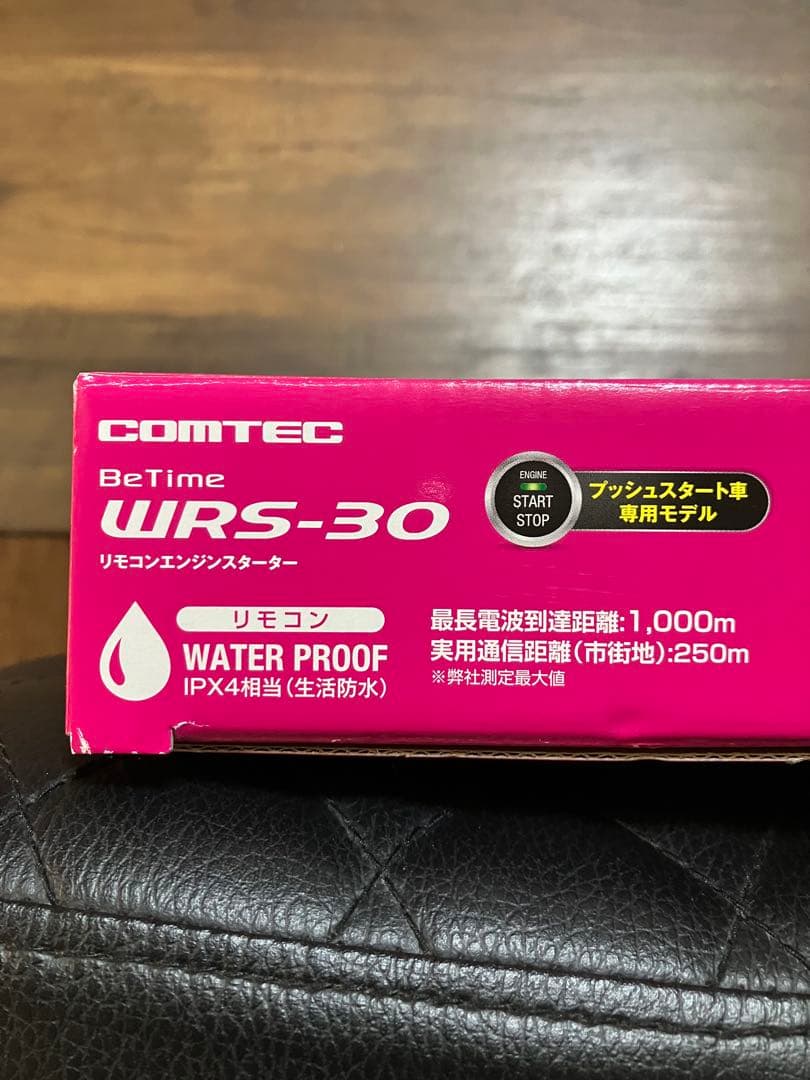 COMTEC
BeTime
WRS-30
リモコンエンジンスターター
ENGINE
START
STOP
プッシュスタート車
専用モデル
リモコン
WATER PROOF
IPX4相当(生活防水)
最長電波到達距離:1,000m
実用通信距離(市街地):250m
※弊社測定最大値